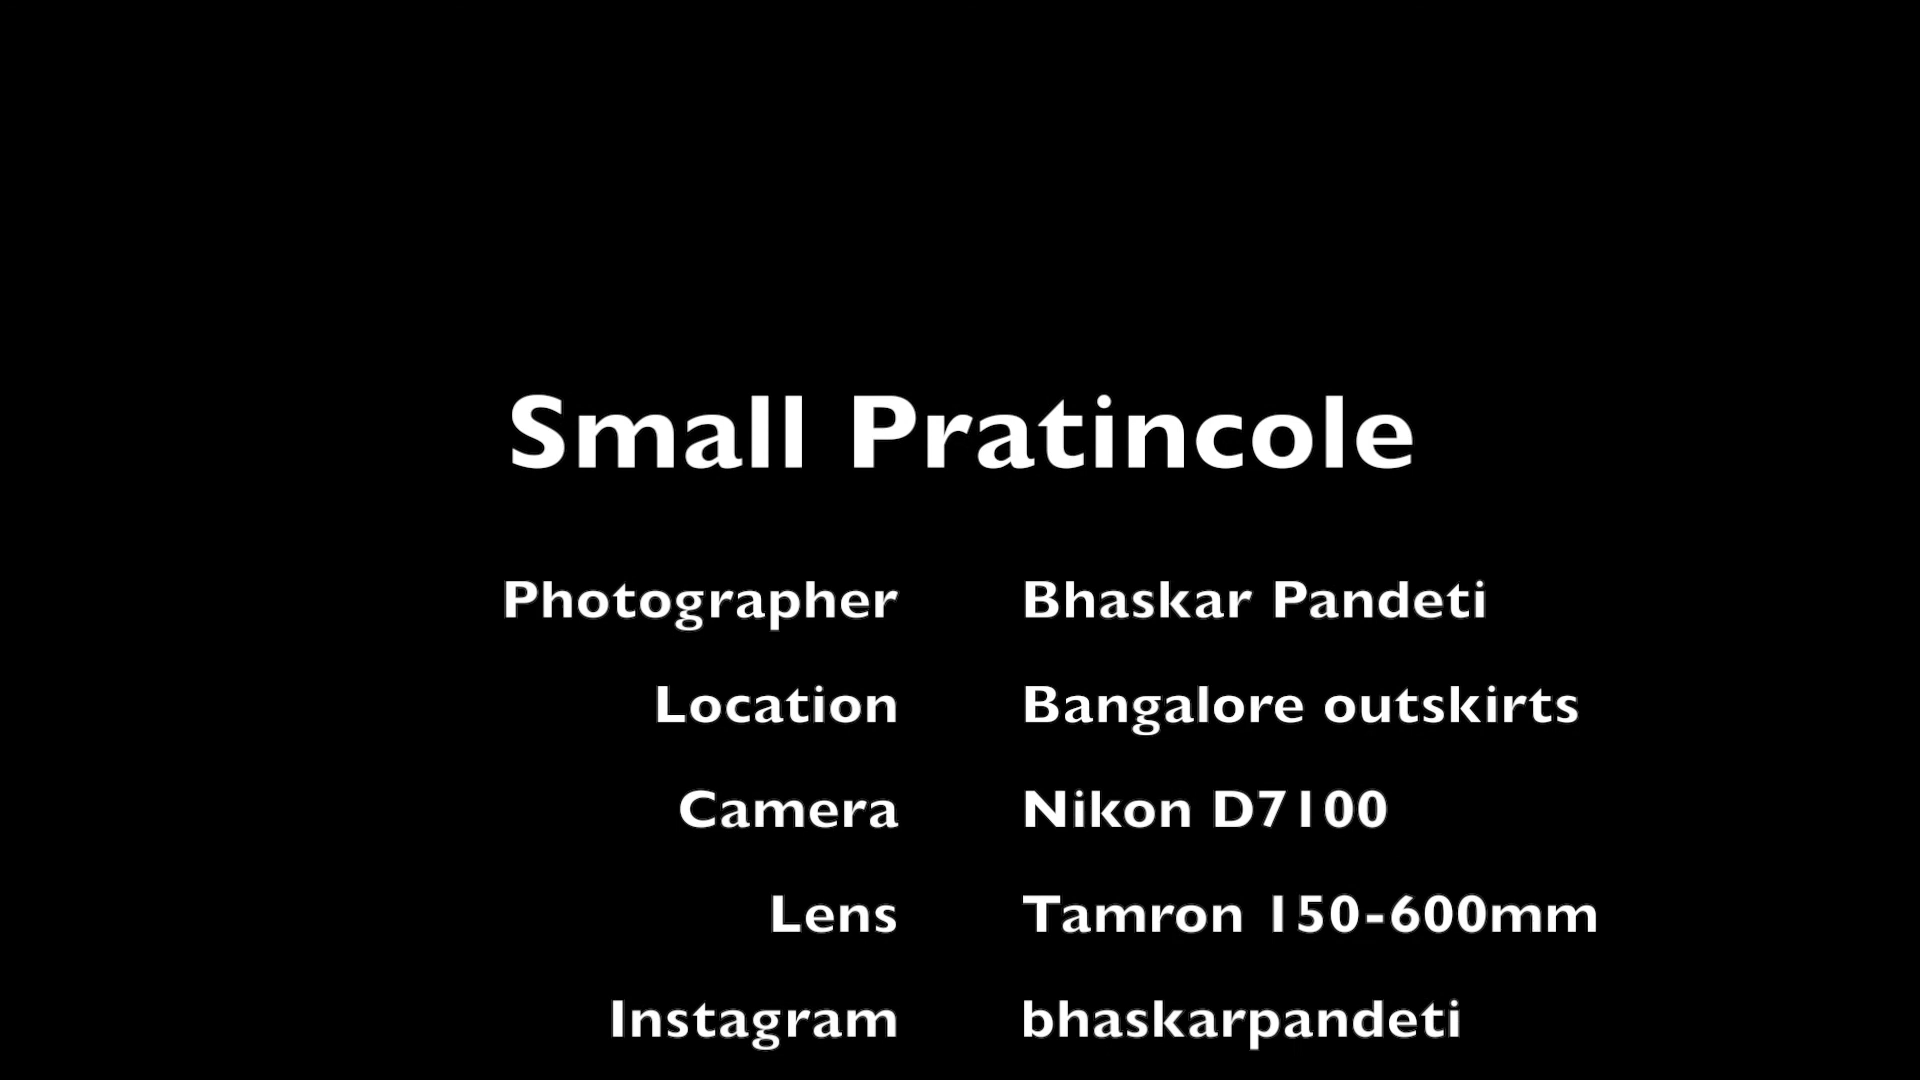 Small Pratincole
Photographer Bhaskar Pandeti
Location Bangalore outskirts
Camera Nikon D7100
Lens Tamron 150-600mm
Instagram bhaskarpandeti